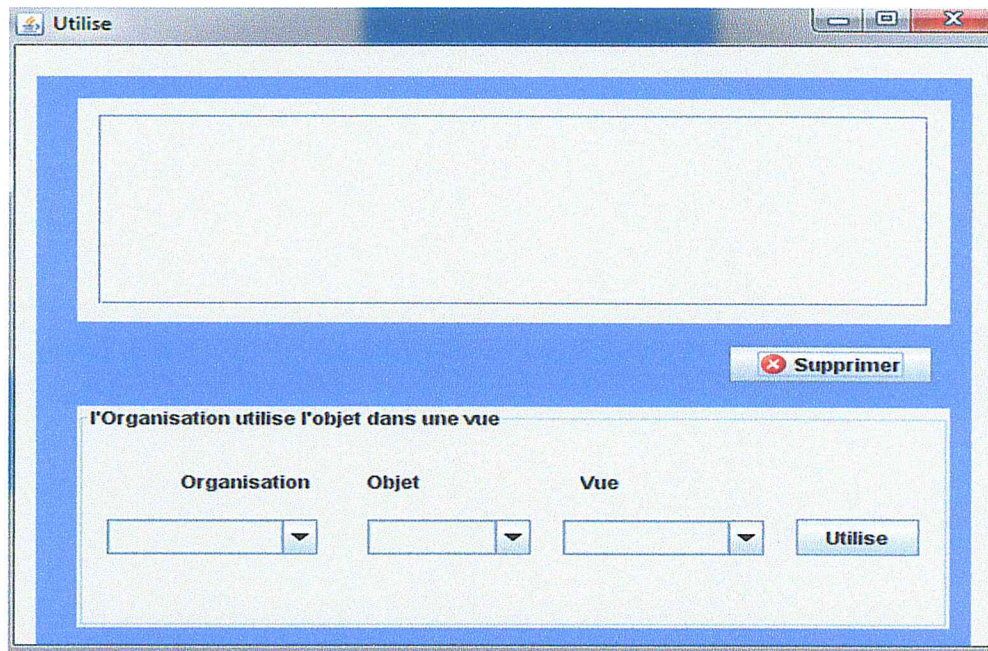 Utilise
Supprimer
l'Organisation utilise l'objet dans une vue
Organisation Objet Vue
Utilise